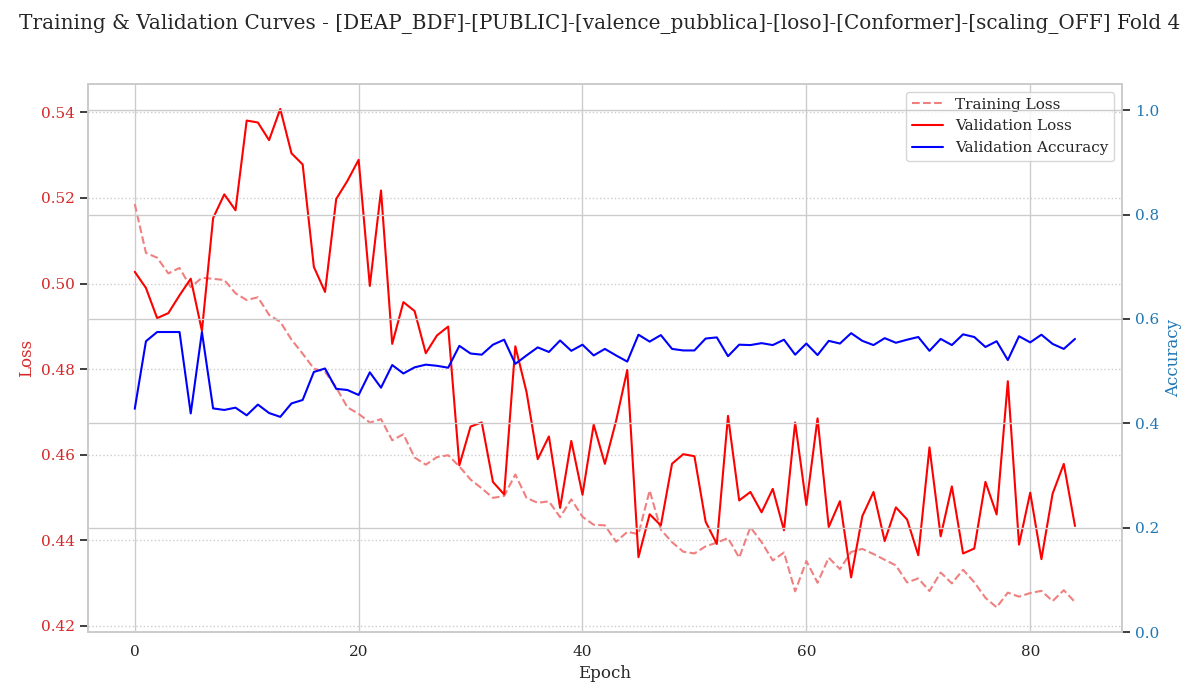 Training & Validation Curves - [DEAP_BDF]-[PUBLIC]-[valence_pubblica]-[loso]-[Conformer]-[scaling_OFF] Fold 4
Training Loss
Validation Loss
Validation Accuracy
0.54
0.52
0.50
0.48
0.46
0.44
0.42
Loss
1.0
0.8
0.6
0.4
0.2
0.0
Accuracy
0
20
40
60
80
Epoch